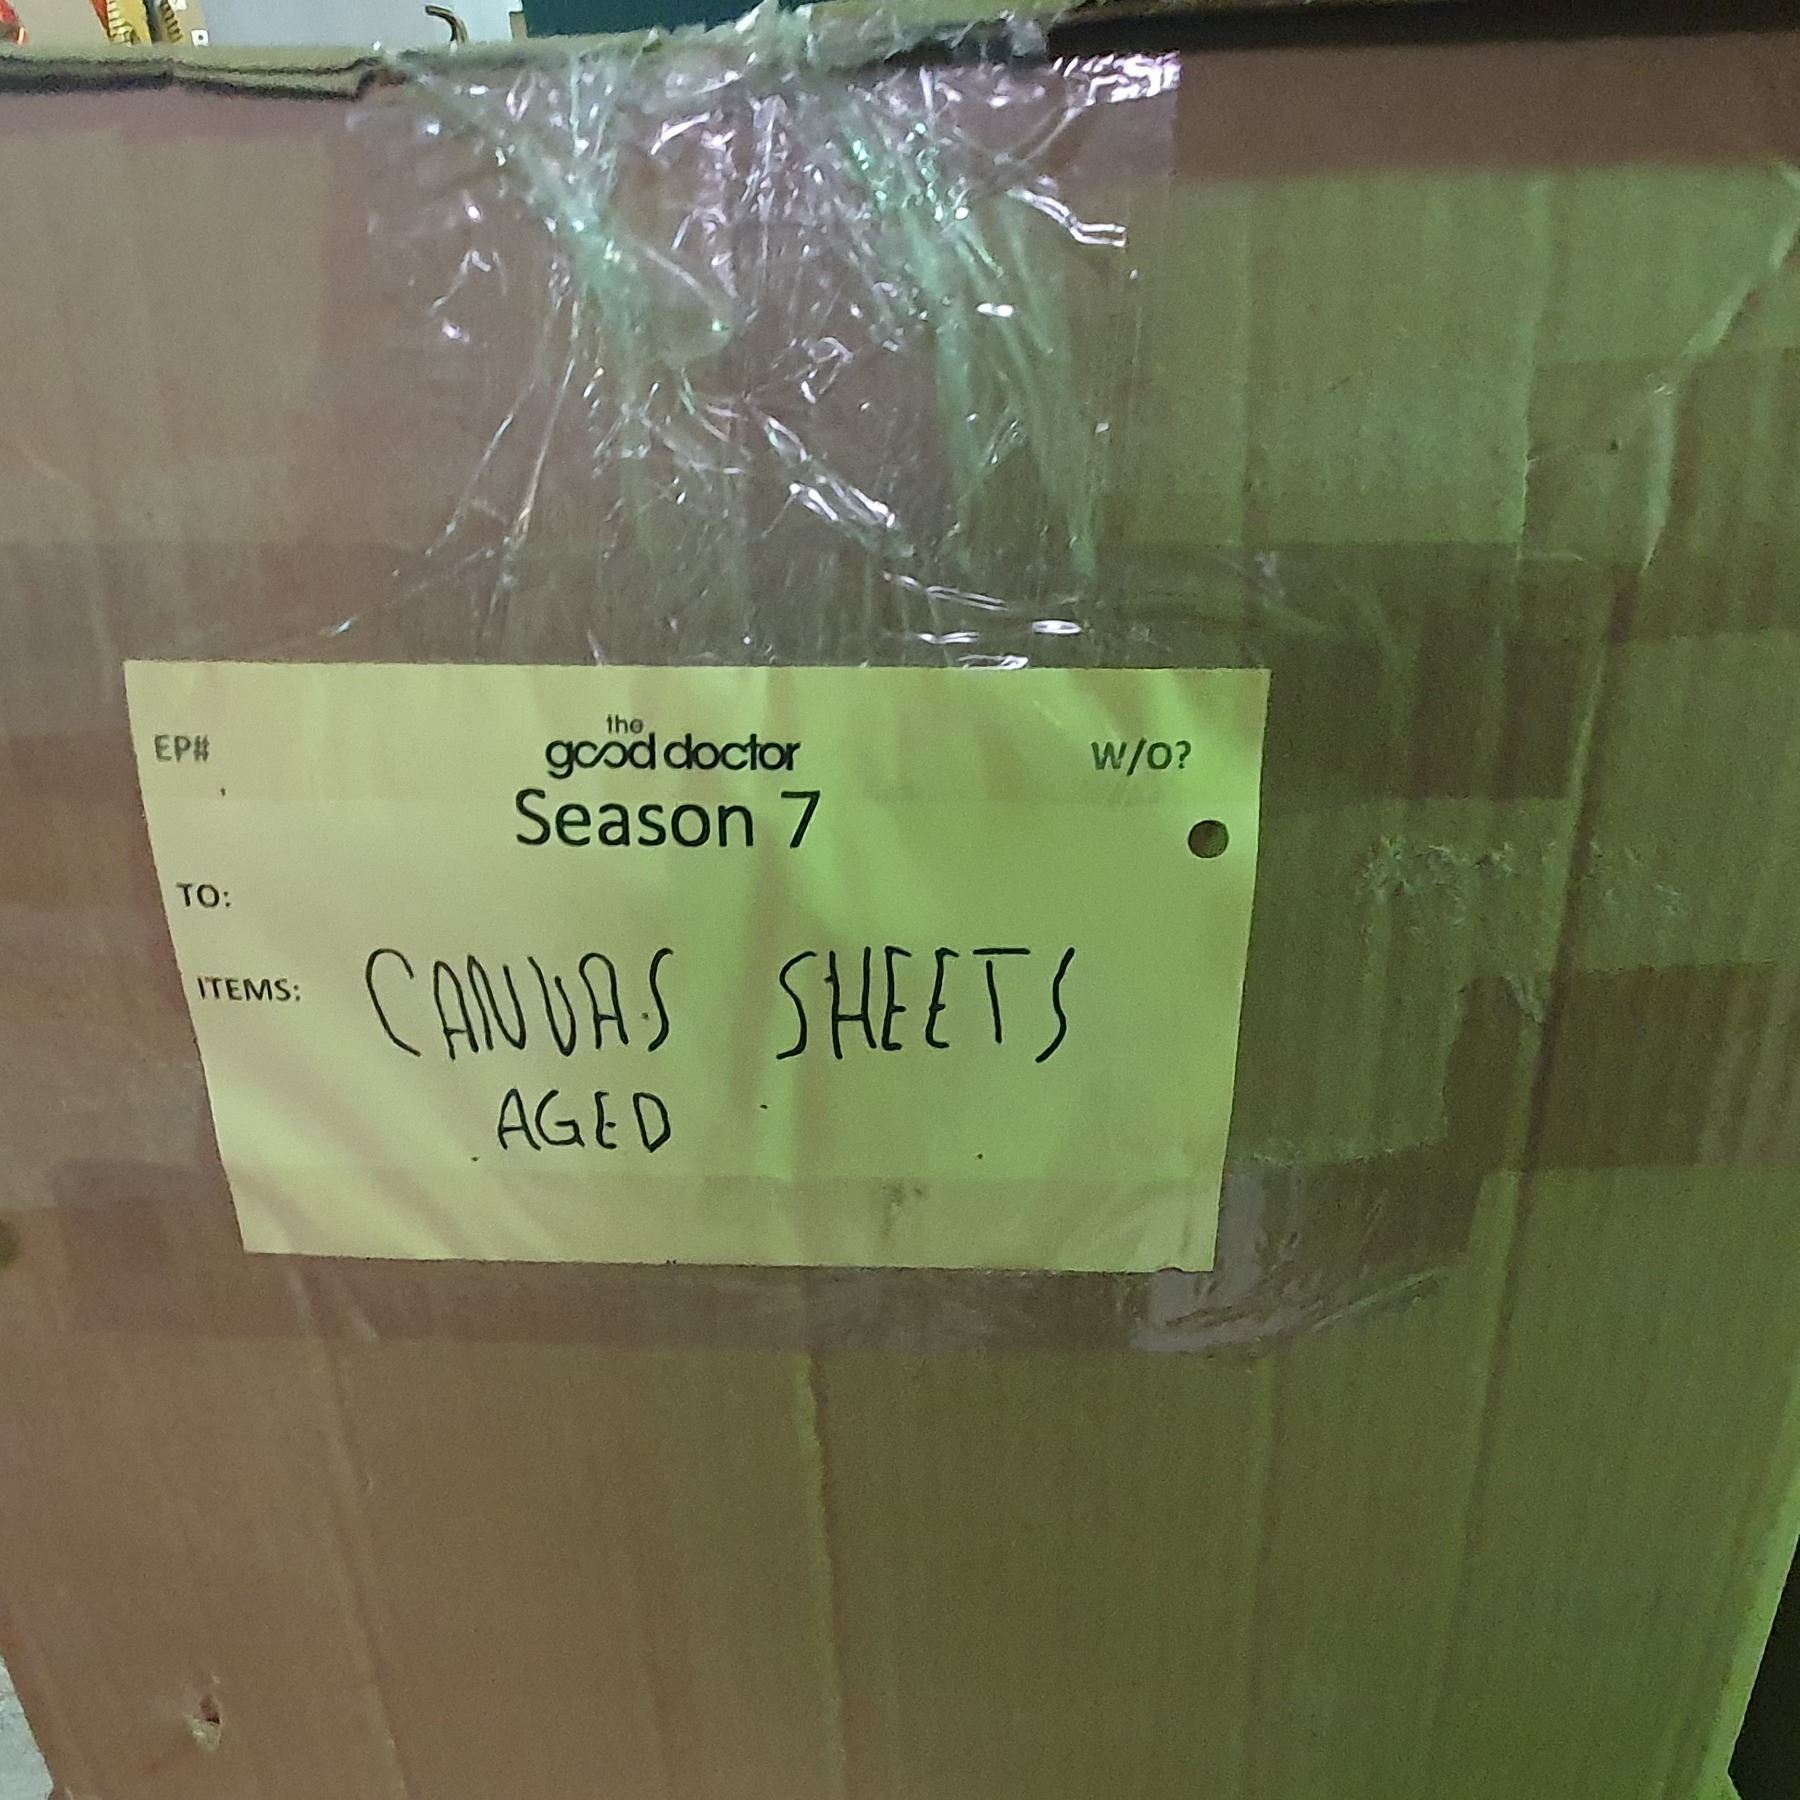 EP# the W/O?
good doctor
Season 7
TO:
ITEMS: CANVAS SHEETS
AGED